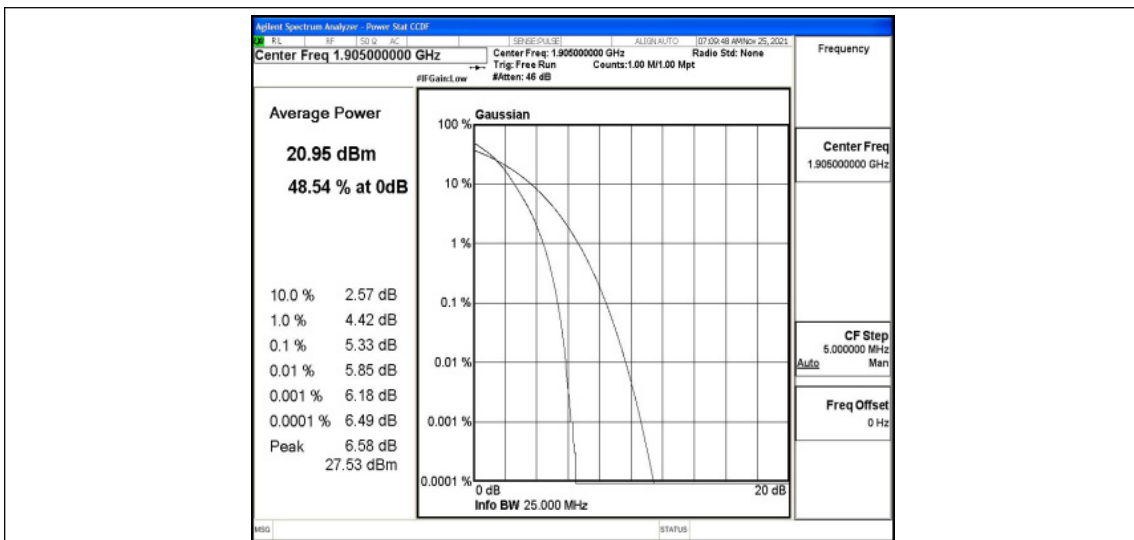 Agilent Spectrum Analyzer - Power Stat CCDF
RL RF 50 Ω AC SENSE:PULSE ALIGN AUTO 07:09:48 AM Nov 25, 2021
Center Freq 1.905000000 GHz
Center Freq: 1.905000000 GHz Radio Std: None
Trig: Free Run Counts:1.00 M/1.00 Mpt
#IFGain:Low #Atten: 46 dB
Frequency
Average Power
20.95 dBm
48.54 % at 0dB
10.0 % 2.57 dB
1.0 % 4.42 dB
0.1 % 5.33 dB
0.01 % 5.85 dB
0.001 % 6.18 dB
0.0001 % 6.49 dB
Peak 6.58 dB
27.53 dBm
Gaussian
100 %
10 %
1 %
0.1 %
0.01 %
0.001 %
0.0001 %
0 dB 20 dB
Info BW 25.000 MHz
Center Freq
1.905000000 GHz
CF Step
5.000000 MHz
Auto Man
Freq Offset
0 Hz
MSG STATUS